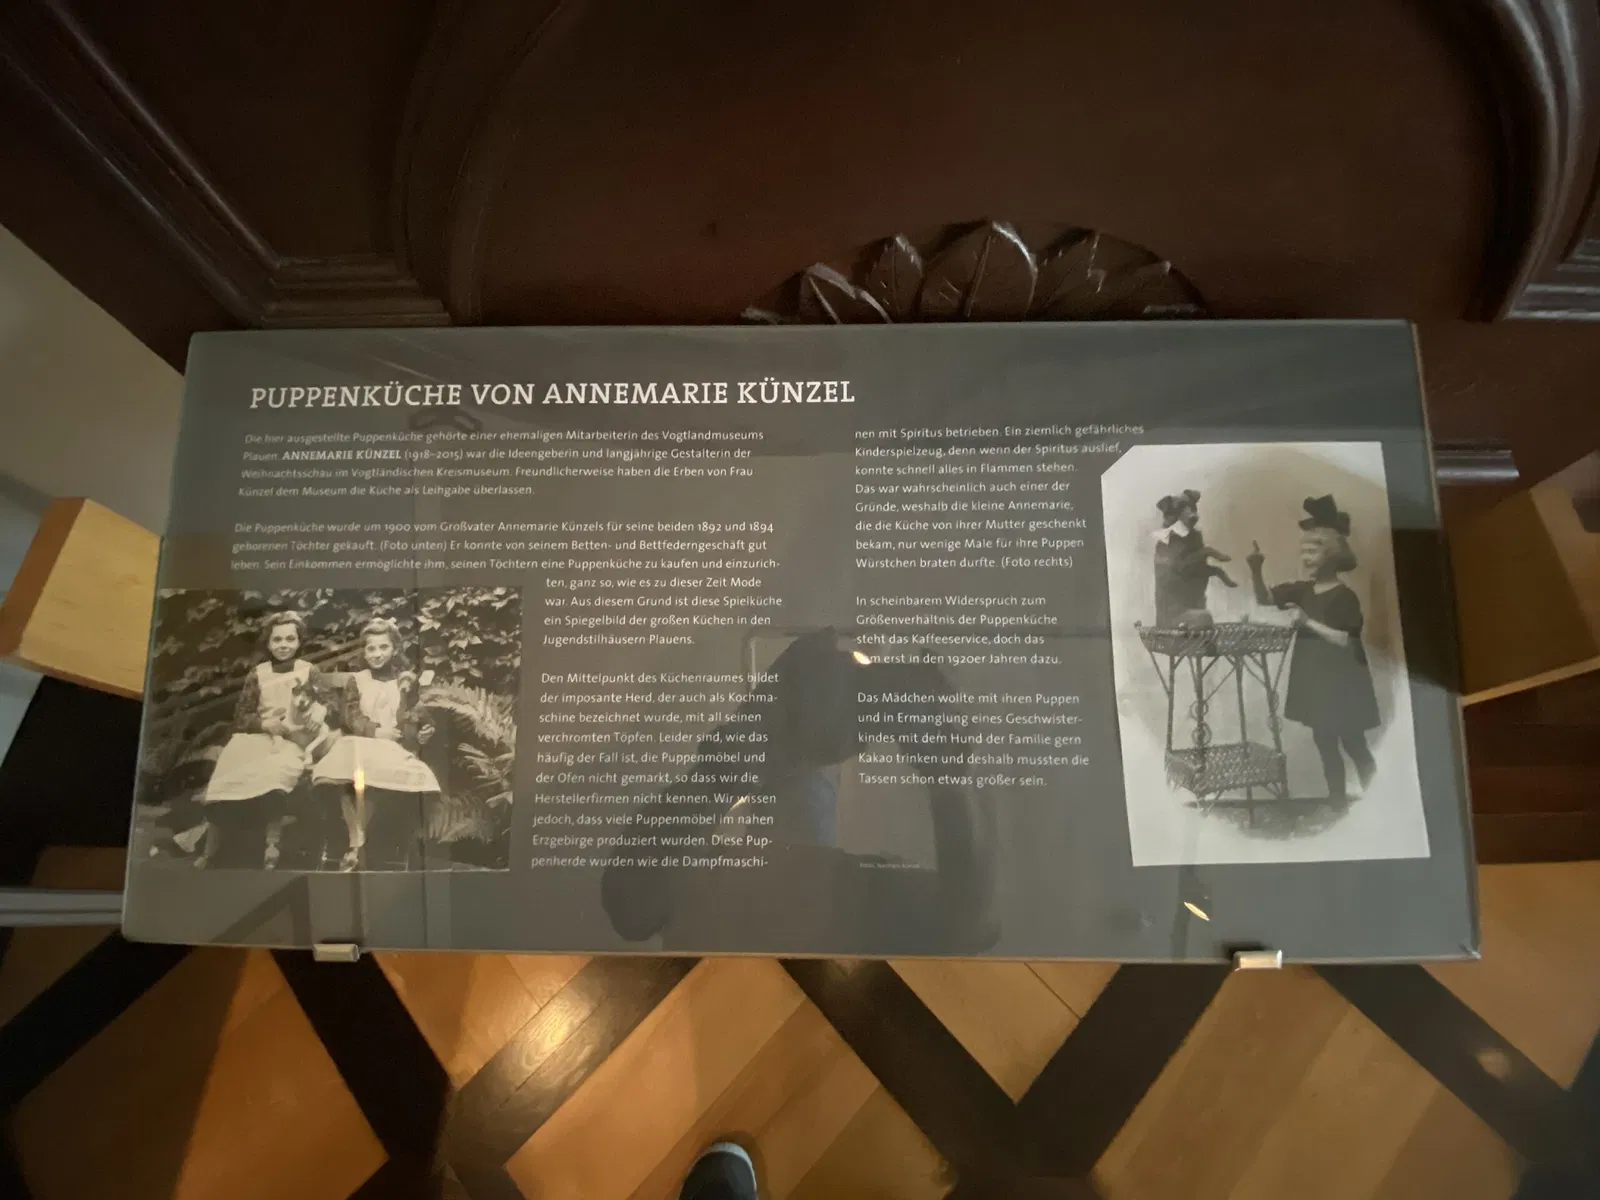 PUPPENKÜCHE VON ANNEMARIE KÜNZEL
Die hier ausgestellte Puppenküche gehörte einer ehemaligen Mitarbeiterin des Vogtlandmuseums
Plauen. ANNEMARIE KÜNZEL (1918–2015) war die Ideengeberin und langjährige Gestalterin der
Weihnachtsschau im Vogtländischen Kreismuseum. Freundlicherweise haben die Erben von Frau
Künzel dem Museum die Küche als Leihgabe überlassen.
Die Puppenküche wurde um 1900 vom Großvater Annemarie Künzels für seine beiden 1892 und 1894
geborenen Töchter gekauft. (Foto unten) Er konnte von seinem Betten- und Bettfederngeschäft gut
leben. Sein Einkommen ermöglichte ihm, seinen Töchtern eine Puppenküche zu kaufen und einzurich-
ten, ganz so, wie es zu dieser Zeit Mode
war. Aus diesem Grund ist diese Spielküche
ein Spiegelbild der großen Küchen in den
Jugendstilhäusern Plauens.
Den Mittelpunkt des Küchenraumes bildet
der imposante Herd, der auch als Kochma-
schine bezeichnet wurde, mit all seinen
verchromten Töpfen. Leider sind, wie das
häufig der Fall ist, die Puppenmöbel und
der Ofen nicht gemarkt, so dass wir die
Herstellerfirmen nicht kennen. Wir wissen
jedoch, dass viele Puppenmöbel im nahen
Erzgebirge produziert wurden. Diese Pup-
penherde wurden wie die Dampfmaschi-
nen mit Spiritus betrieben. Ein ziemlich gefährliches
Kinderspielzeug, denn wenn der Spiritus auslief,
konnte schnell alles in Flammen stehen.
Das war wahrscheinlich auch einer der
Gründe, weshalb die kleine Annemarie,
die die Küche von ihrer Mutter geschenkt
bekam, nur wenige Male für ihre Puppen
Würstchen braten durfte. (Foto rechts)
In scheinbarem Widerspruch zum
Größenverhältnis der Puppenküche
steht das Kaffeeservice, doch das
erst in den 1920er Jahren dazu.
Das Mädchen wollte mit ihren Puppen
und in Ermanglung eines Geschwister-
kindes mit dem Hund der Familie gern
Kakao trinken und deshalb mussten die
Tassen schon etwas größer sein.